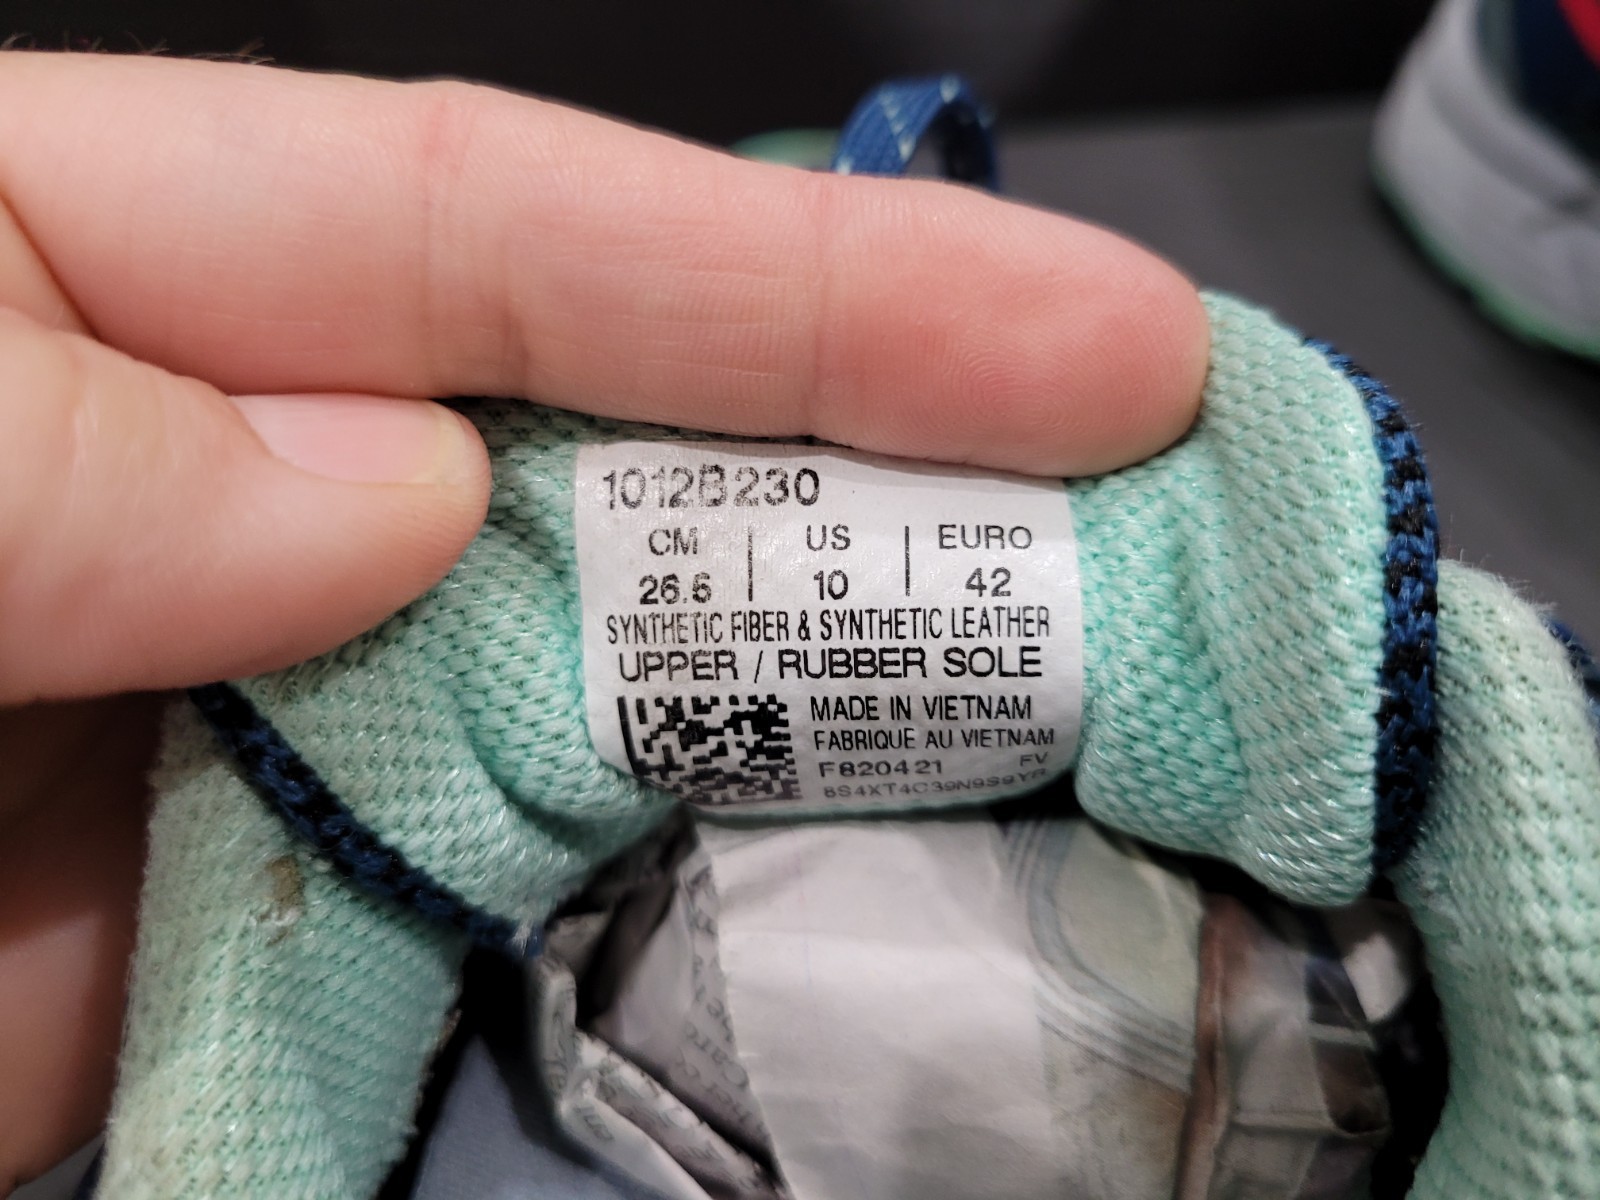 1012B230
CM | US | EURO
26.5 | 10 | 42
SYNTHETIC FIBER & SYNTHETIC LEATHER
UPPER / RUBBER SOLE
MADE IN VIETNAM
FABRIQUE AU VIETNAM
F820421 FV